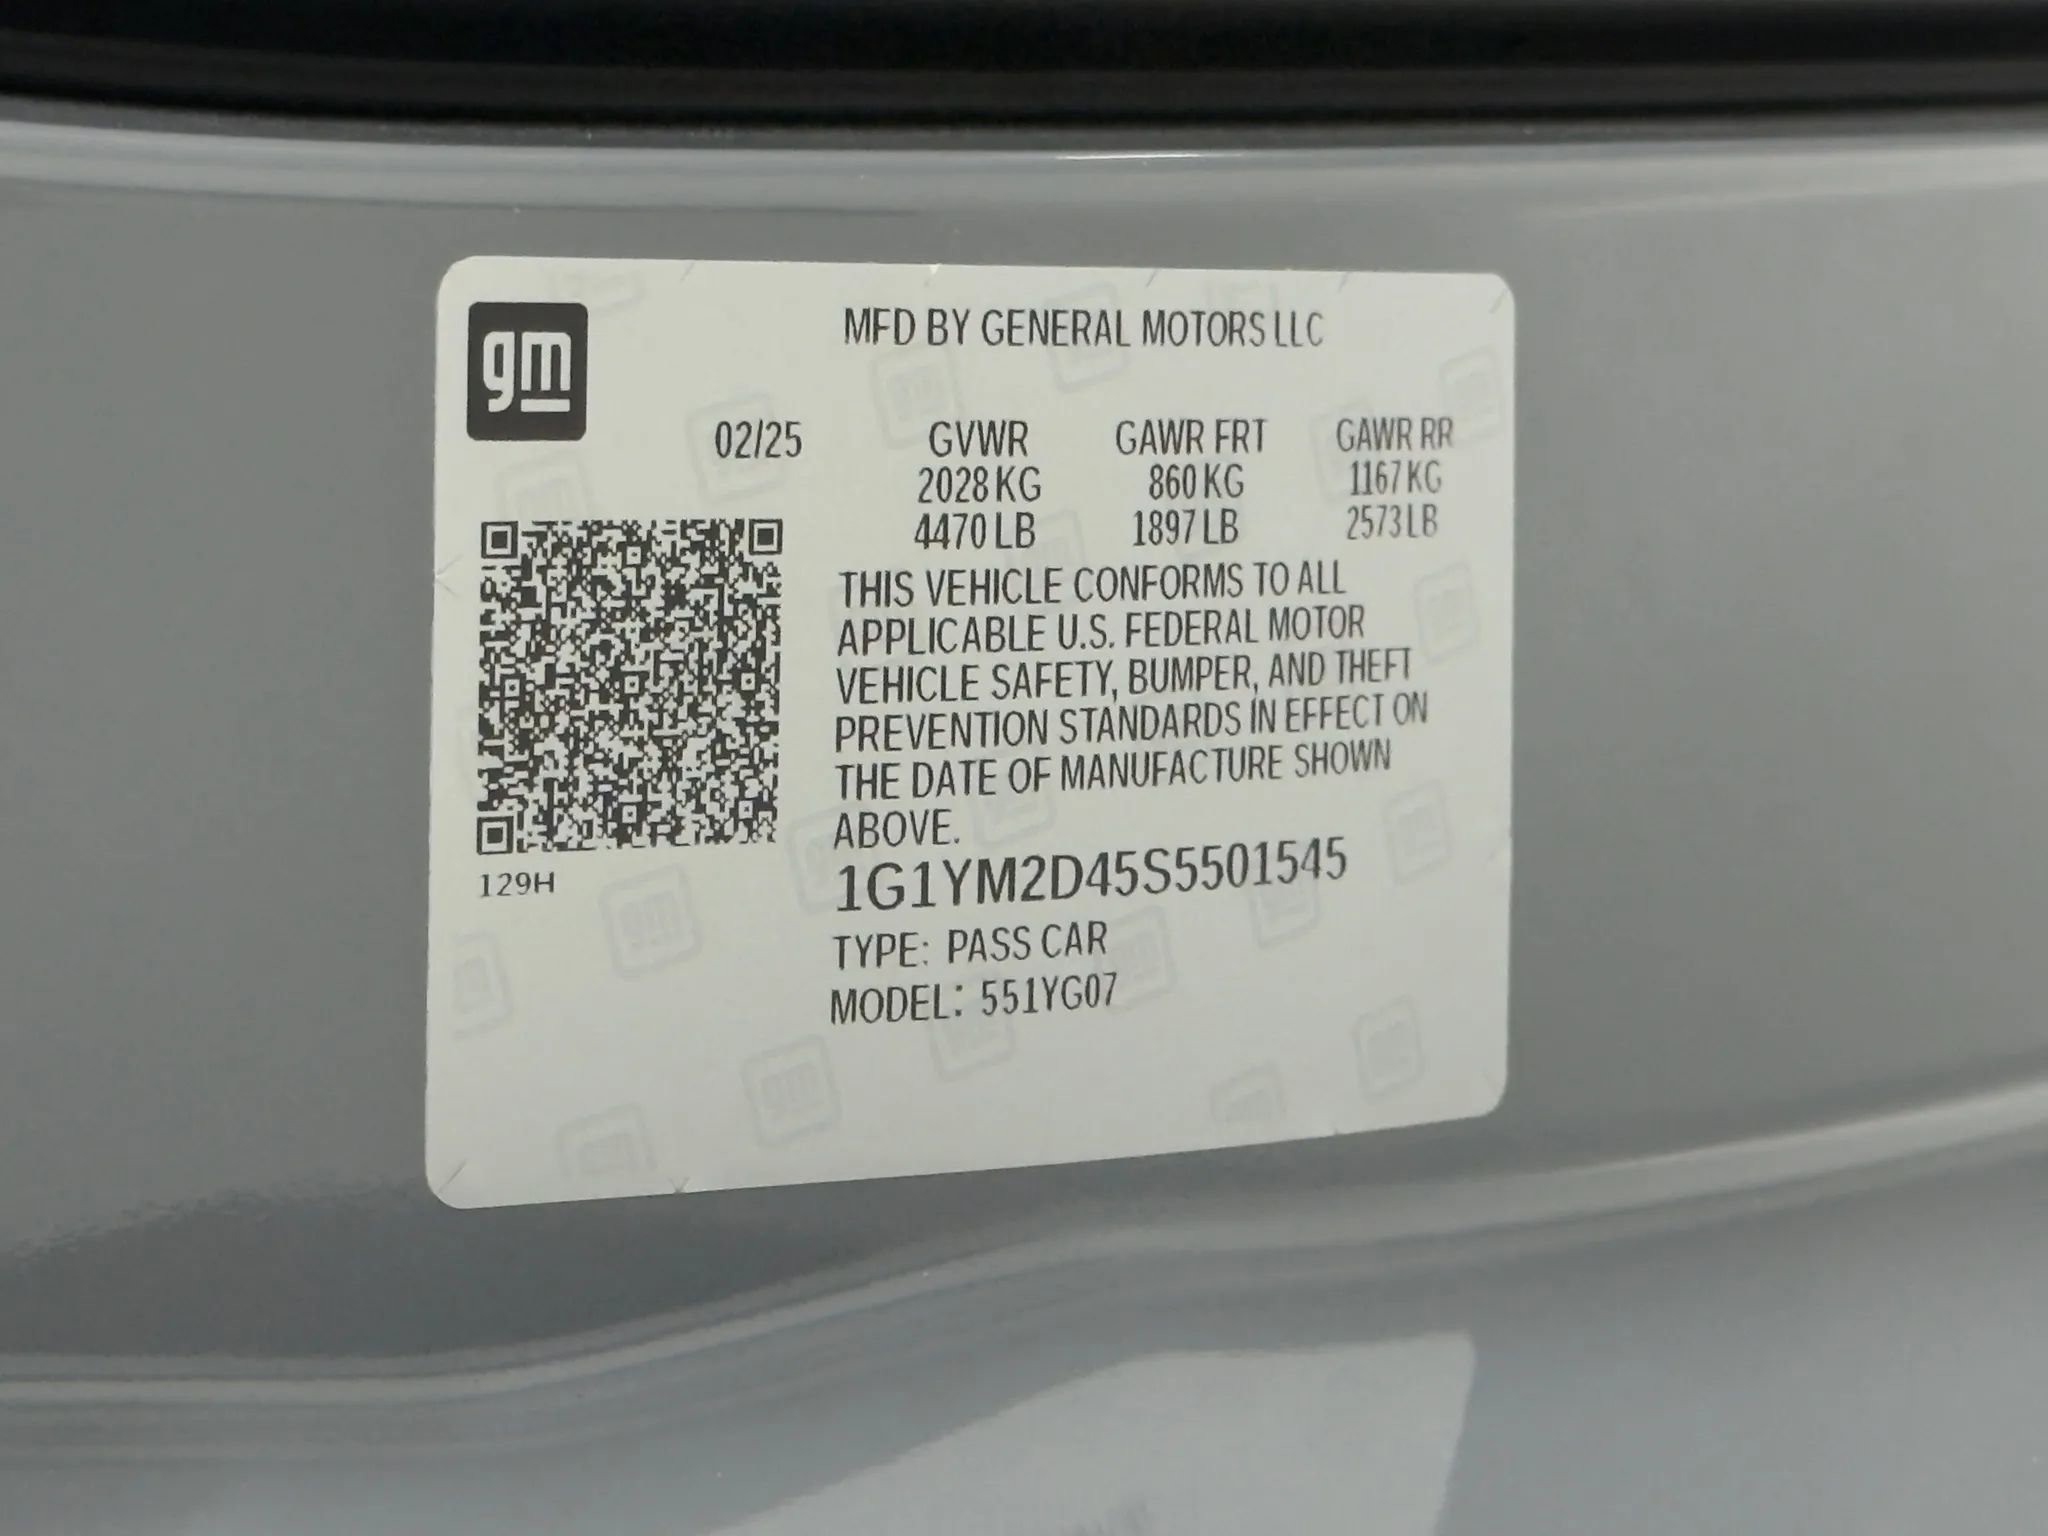 gm
MFD BY GENERAL MOTORS LLC
02/25 GVWR GAWR FRT GAWR RR
2028 KG 860 KG 1167 KG
4470 LB 1897 LB 2573 LB
THIS VEHICLE CONFORMS TO ALL
APPLICABLE U.S. FEDERAL MOTOR
VEHICLE SAFETY, BUMPER, AND THEFT
PREVENTION STANDARDS IN EFFECT ON
THE DATE OF MANUFACTURE SHOWN
ABOVE.
129H
1G1YM2D45S5501545
TYPE: PASS CAR
MODEL: 551YG07